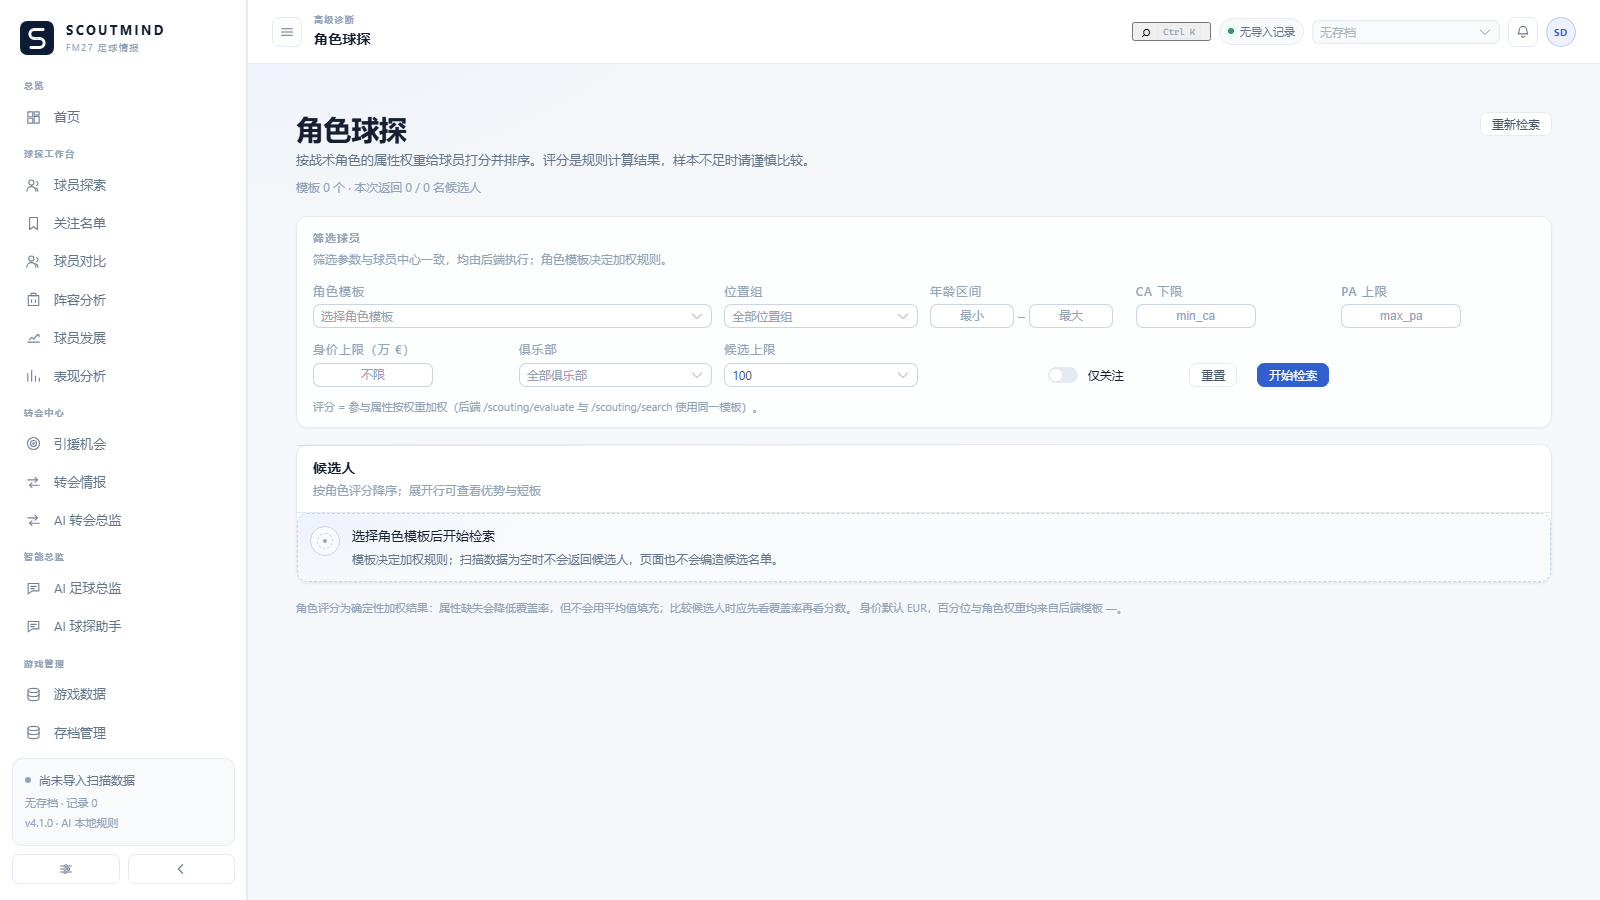 SCOUTMIND
FM27 足球情报
总览
首页
球探工作台
球员探索
关注名单
球员对比
阵容分析
球员发展
表现分析
转会中心
引援机会
转会情报
AI 转会总监
智能总监
AI 足球总监
AI 球探助手
游戏管理
游戏数据
存档管理
尚未导入扫描数据
无存档 · 记录 0
v4.1.0 · AI 本地规则
高级诊断
角色球探
Ctrl K
无导入记录
无存档
SD
角色球探
重新检索
按战术角色的属性权重给球员打分并排序。评分是规则计算结果，样本不足时请谨慎比较。
模板 0 个 · 本次返回 0 / 0 名候选人
筛选球员
筛选参数与球员中心一致，均由后端执行；角色模板决定加权规则。
角色模板 位置组 年龄区间 CA 下限 PA 上限
选择角色模板 全部位置组 最小 – 最大 min_ca max_pa
身价上限（万 €） 俱乐部 候选上限
不限 全部俱乐部 100 仅关注 重置 开始检索
评分 = 参与属性按权重加权（后端 /scouting/evaluate 与 /scouting/search 使用同一模板）。
候选人
按角色评分降序；展开行可查看优势与短板
选择角色模板后开始检索
模板决定加权规则；扫描数据为空时不会返回候选人，页面也不会编造候选名单。
角色评分为确定性加权结果：属性缺失会降低覆盖率，但不会用平均值填充；比较候选人时应先看覆盖率再看分数。 身价默认 EUR，百分位与角色权重均来自后端模板 —。